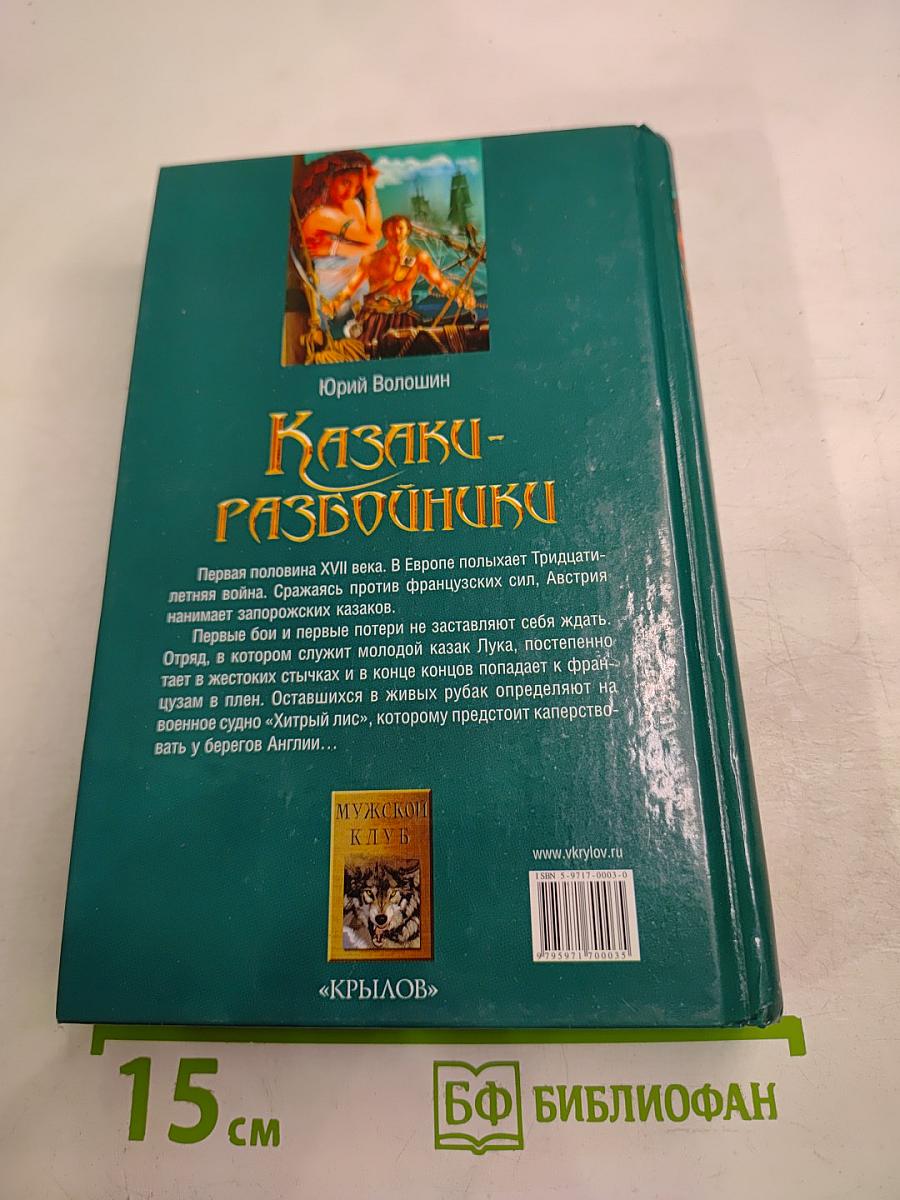 Юрий Волошин
Казаки-
разбойники
Первая половина XVII века. В Европе полыхает Тридцати-
летняя война. Сражаясь против французских сил, Австрия
нанимает запорожских казаков.
Первые бои и первые потери не заставляют себя ждать.
Отряд, в котором служит молодой казак Лука, постепенно
тает в жестоких стычках и в конце концов попадает к фран-
цузам в плен. Оставшихся в живых рубак определяют на
военное судно «Хитрый лис», которому предстоит каперство-
вать у берегов Англии...
МУЖСКОЙ
КЛУБ
«КРЫЛОВ»
www.vkrylov.ru
ISBN 5-9717-0003-0
9795971700035
15 см
БФ БИБЛИОФАН